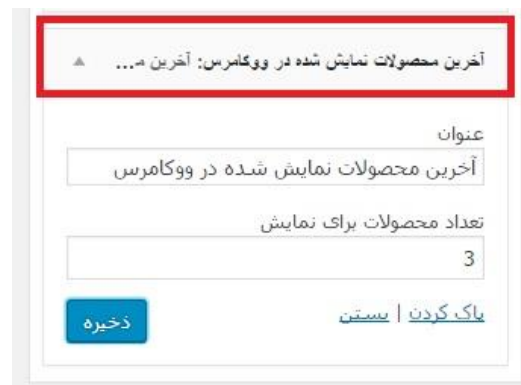 آخرین محصولات نمایش شده در ووکامرس: آخرین م...
عنوان
آخرین محصولات نمایش شده در ووکامرس
تعداد محصولات برای نمایش
3
پاک کردن | بستن
ذخیره